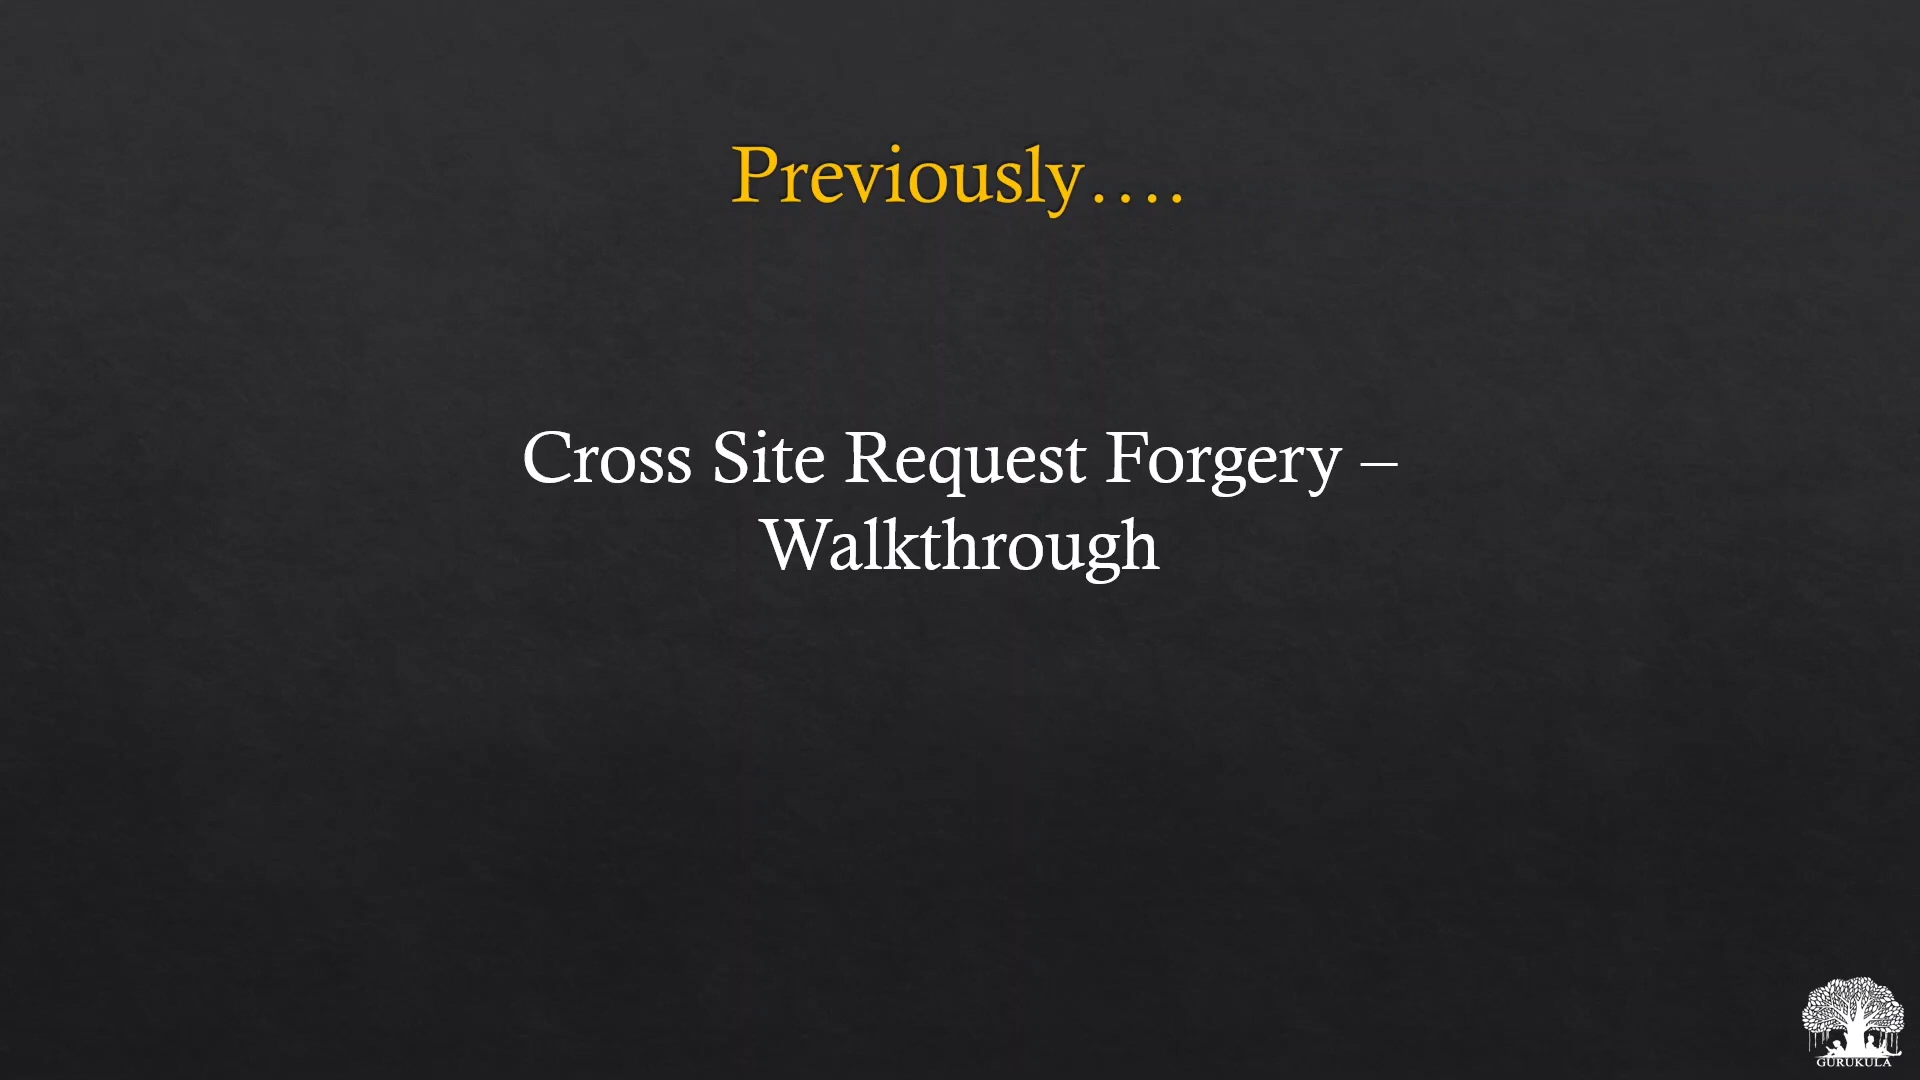 Previously….
Cross Site Request Forgery –
Walkthrough
GURUKULA